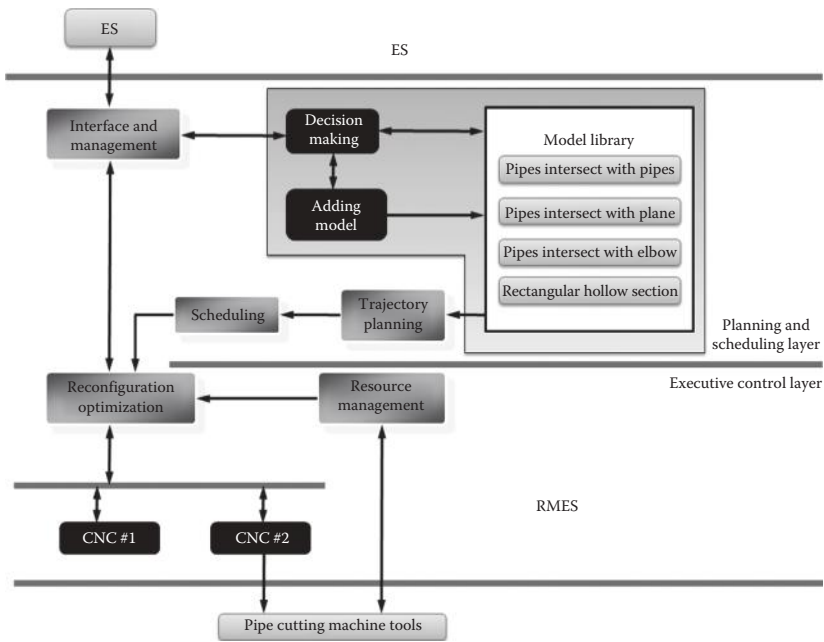 ES
ES
Interface and
management
Decision
making
Adding
model
Model library
Pipes intersect with pipes
Pipes intersect with plane
Pipes intersect with elbow
Rectangular hollow section
Scheduling
Trajectory
planning
Planning and
scheduling layer
Executive control layer
Reconfiguration
optimization
Resource
management
RMES
CNC #1
CNC #2
Pipe cutting machine tools